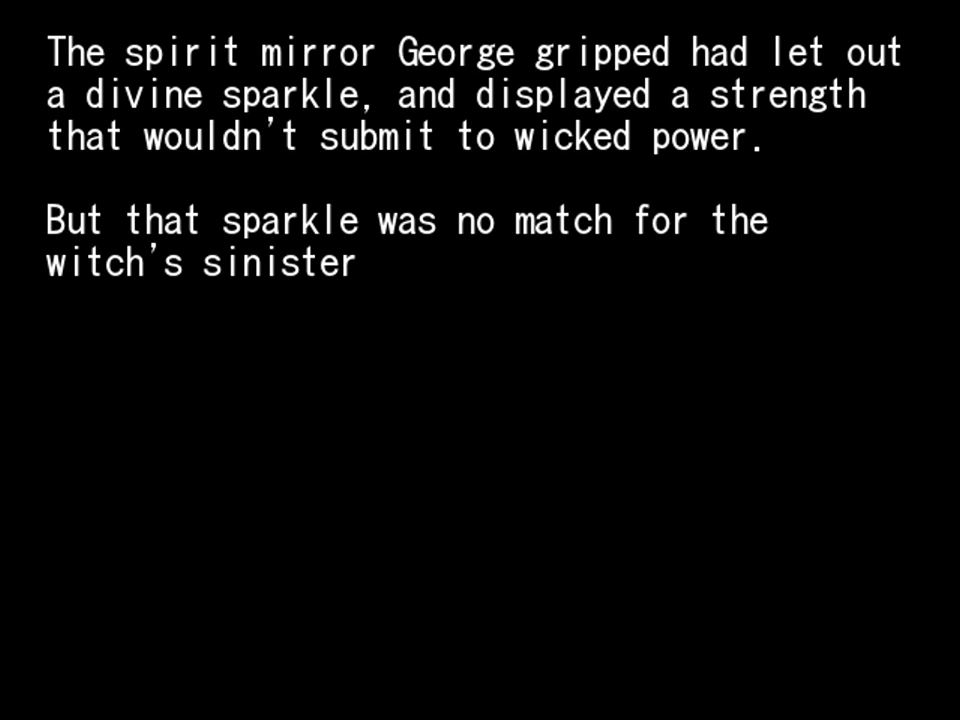 The spirit mirror George gripped had let out
a divine sparkle, and displayed a strength
that wouldn't submit to wicked power.
But that sparkle was no match for the
witch's sinister